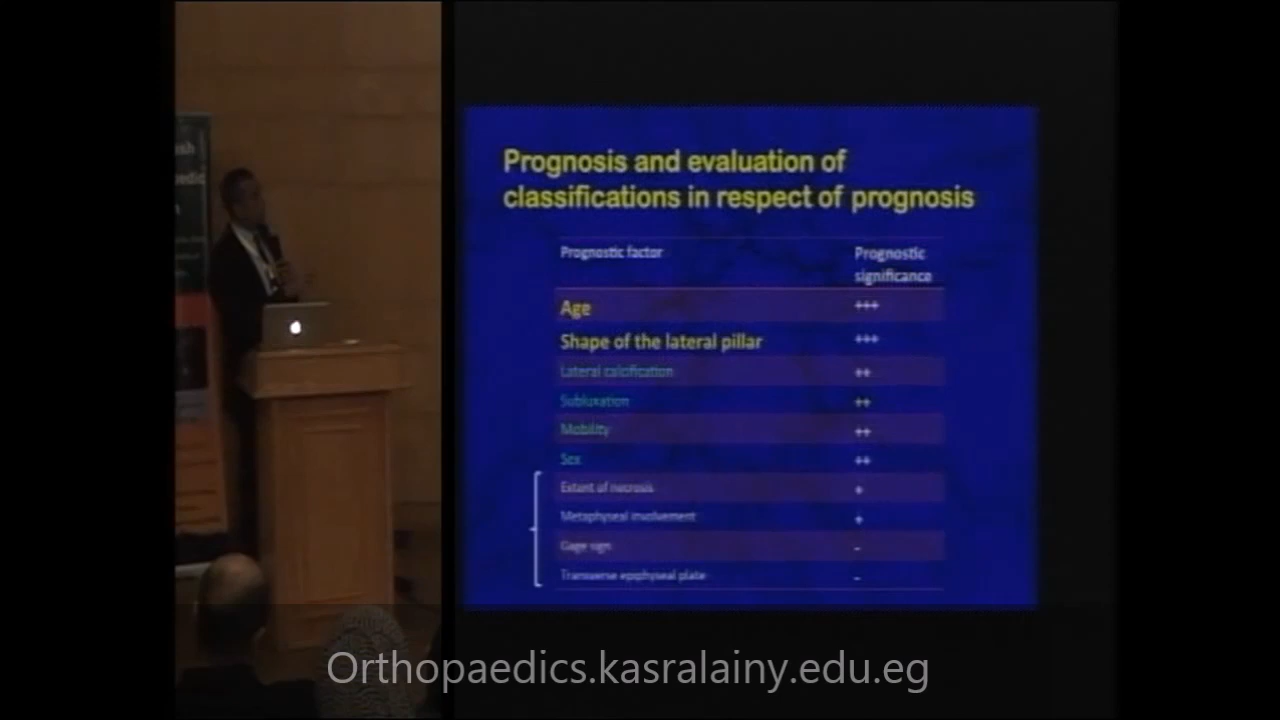 Prognosis and evaluation of
classifications in respect of prognosis
Prognostic factor
Prognostic
significance
Age +++
Shape of the lateral pillar +++
Lateral calcification ++
Subluxation ++
Mobility ++
Sex ++
Extent of necrosis +
Metaphyseal involvement +
Gage sign -
Transverse epiphyseal plate -
Orthopaedics.kasralainy.edu.eg